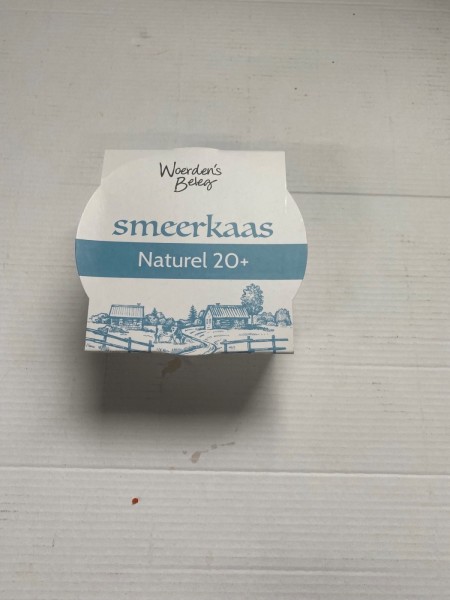 Woerden's
Beleg
smeerkaas
Naturel 20+